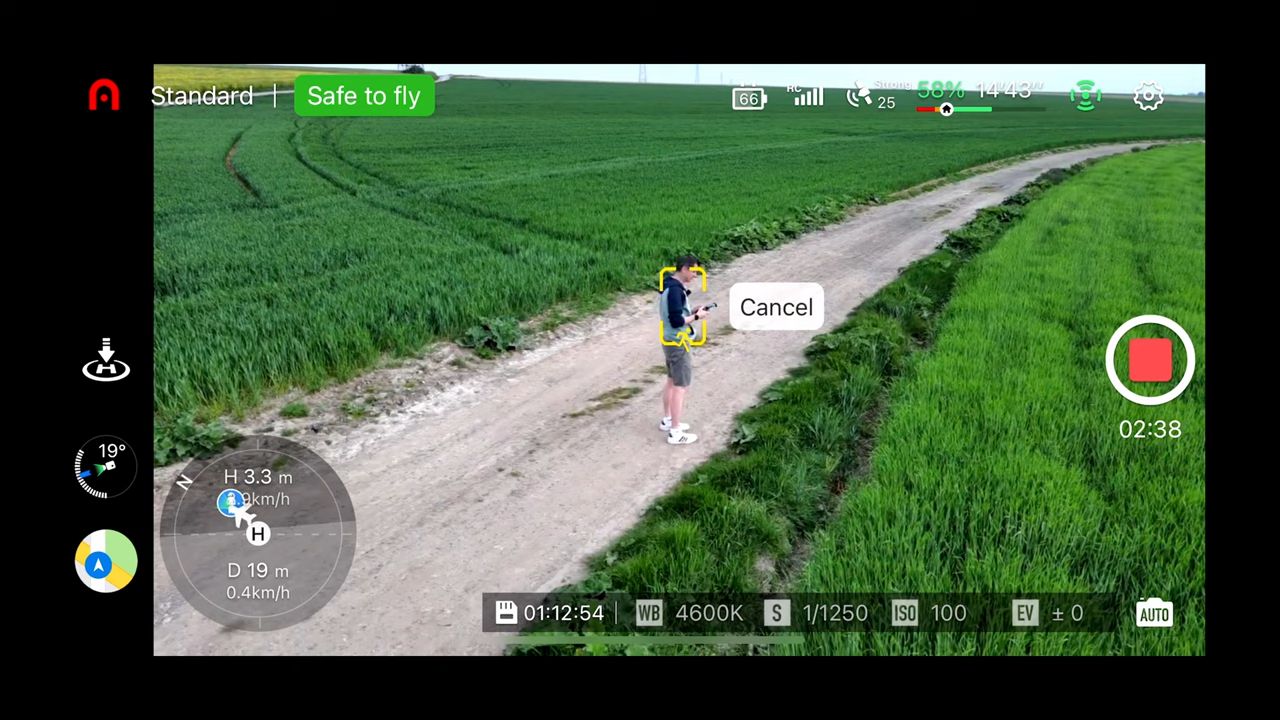 Standard |
Safe to fly
66
RC
Strong
25
58%
14'43''
Cancel
02:38
19°
N
H 3.3 m
9km/h
H
D 19 m
0.4km/h
01:12:54 |
WB 4600K
S 1/1250
ISO 100
EV ± 0
AUTO